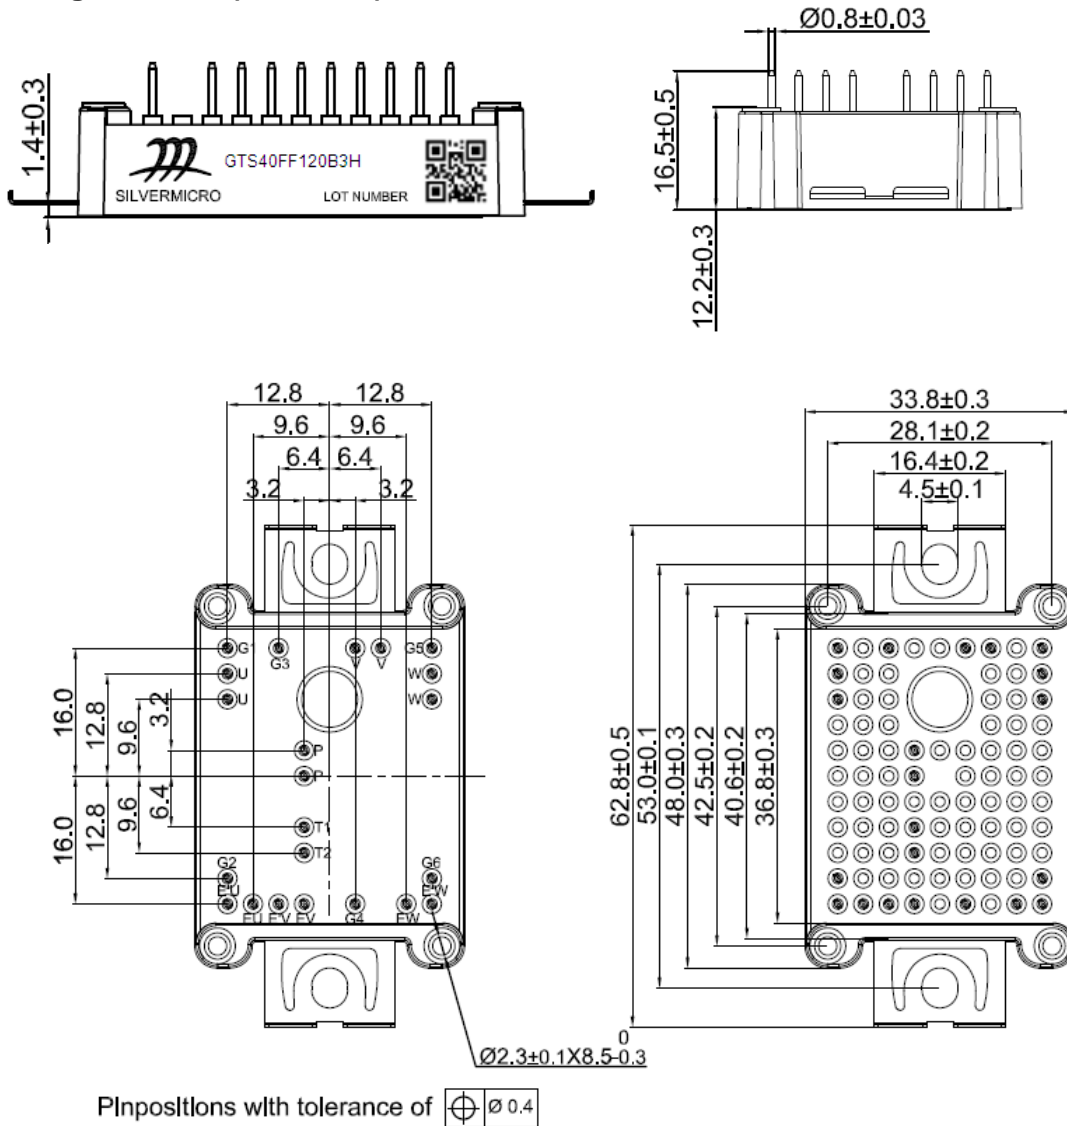 Ø0.8±0.03
1.4±0.3
GTS40FF120B3H
SILVERMICRO
LOT NUMBER
16.5±0.5
12.2±0.3
12.8 12.8
9.6 9.6
6.4 6.4
3.2 3.2
33.8±0.3
28.1±0.2
16.4±0.2
4.5±0.1
G1 G3 V V G5
U W
U W
P
P
T1
T2
G2 G6
E'U E'W
EU E'V EV G4 EW
16.0
12.8
9.6
3.2
16.0
12.8
9.6
6.4
62.8±0.5
53.0±0.1
48.0±0.3
42.5±0.2
40.6±0.2
36.8±0.3
Ø2.3±0.1X8.5 0 -0.3
Pinpositions with tolerance of ⌖ Ø 0.4